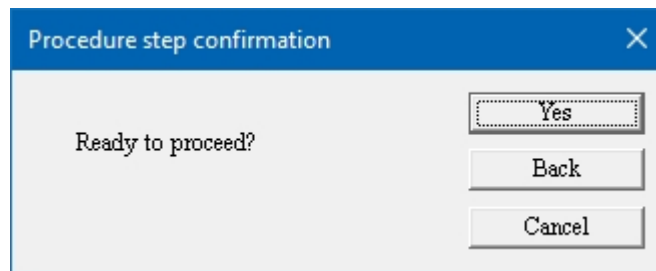 Procedure step confirmation
Ready to proceed?
Yes
Back
Cancel